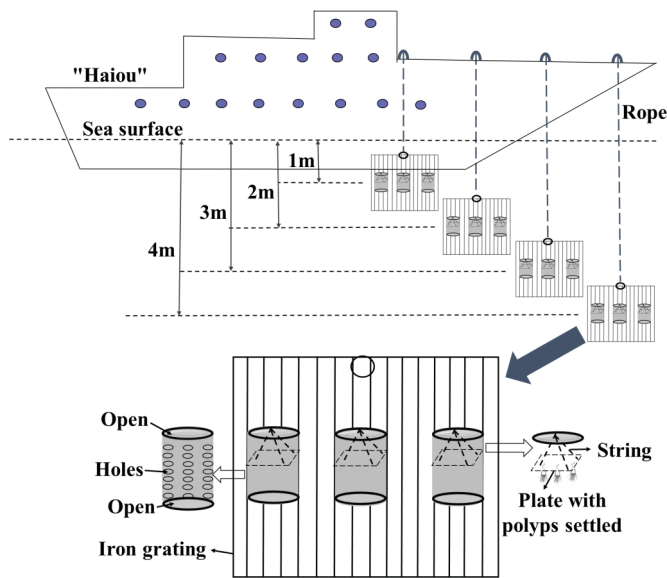 "Haiou"
Sea surface
Rope
1m
2m
3m
4m
Open
Holes
Open
Iron grating
String
Plate with
polyps settled